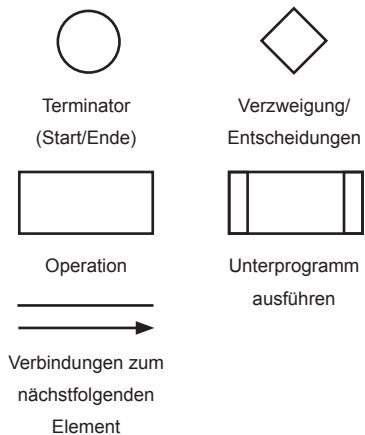 Terminator
(Start/Ende)
Verzweigung/
Entscheidungen
Operation
Unterprogramm
ausführen
Verbindungen zum
nächstfolgenden
Element